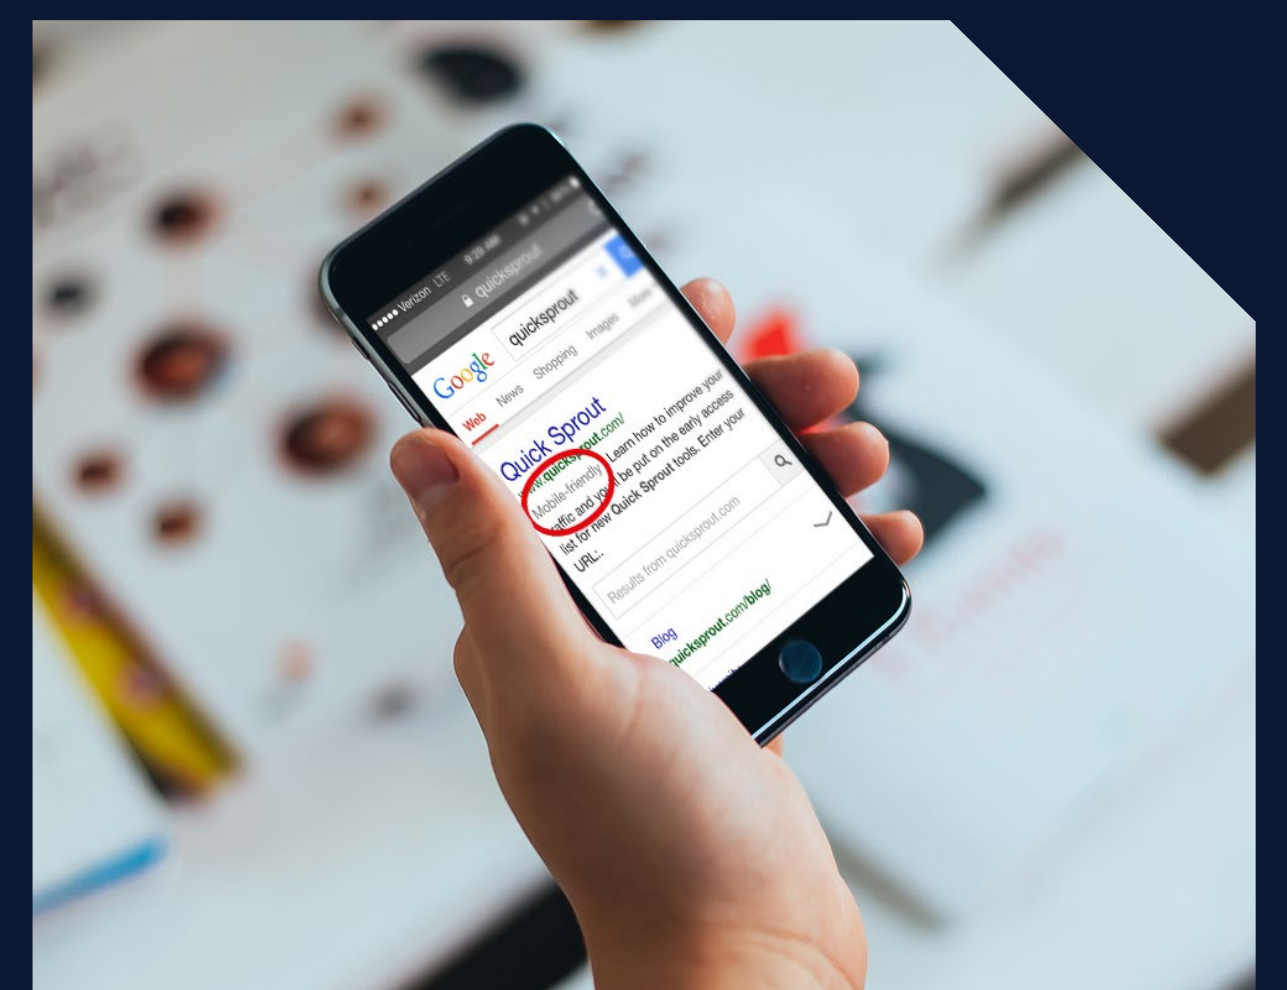 Verizon LTE 9:29 AM
quicksprout
Google quicksprout
Web News Shopping Images More
Quick Sprout
www.quicksprout.com/
Mobile-friendly - Learn how to improve your
traffic and you'll be put on the early access
list for new Quick Sprout tools. Enter your
URL:.
Results from quicksprout.com
Blog
quicksprout.com/blog/